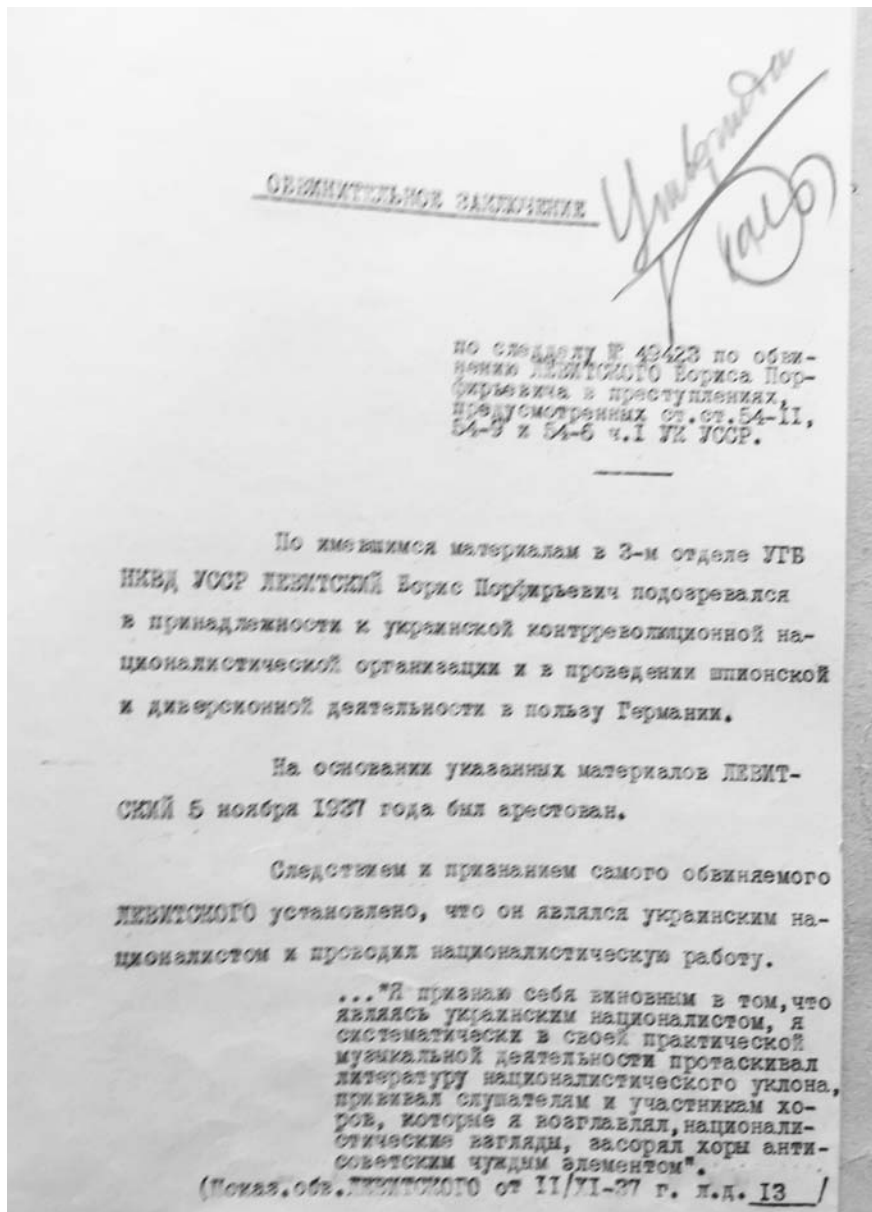 Утвержда
ОБВИНИТЕЛЬНОЕ ЗАКЛЮЧЕНИЕ
по следделу № 49423 по обви-
нению ЛЕВИТСКОГО Бориса Пор-
фирьевича в преступлениях,
предусмотренных ст.ст.54-II,
54-9 и 54-6 ч.I УК УССР.
По имевшимся материалам в 3-м отделе УГБ
НКВД УССР ЛЕВИТСКИЙ Борис Порфирьевич подозревался
в принадлежности к украинской контрреволюционной на-
ционалистической организации и в проведении шпионской
и диверсионной деятельности в пользу Германии.
На основании указанных материалов ЛЕВИТ-
СКИЙ 5 ноября 1937 года был арестован.
Следствием и признанием самого обвиняемого
ЛЕВИТСКОГО установлено, что он являлся украинским на-
ционалистом и проводил националистическую работу.
..."Я признаю себя виновным в том,что
являясь украинским националистом, я
систематически в своей практической
музыкальной деятельности протаскивал
литературу националистического уклона,
прививал слушателям и участникам хо-
ров, которые я возглавлял,национали-
стические взгляды, засорял хоры анти-
советским чуждым элементом".
(Показ.обв.ЛЕВИТСКОГО от II/XI-37 г. л.д. 13 /